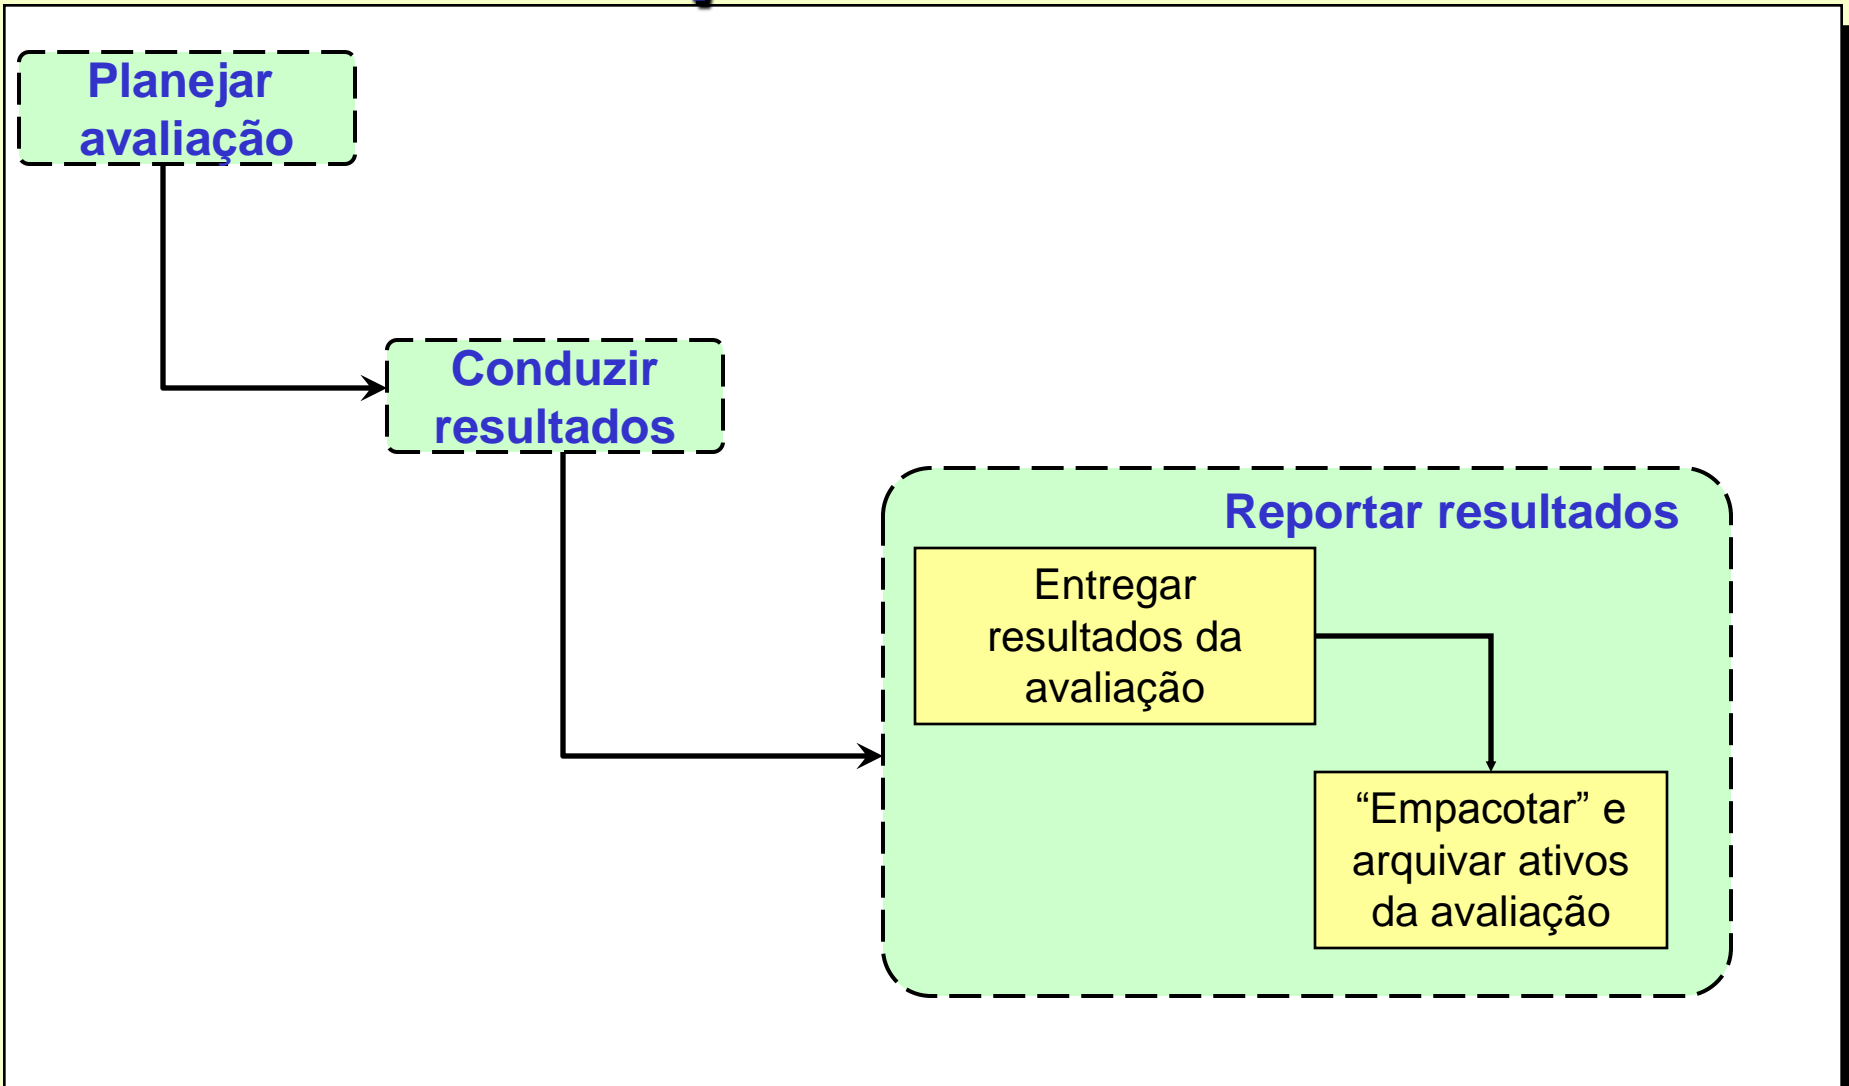 Planejar
avaliação
Conduzir
resultados
Reportar resultados
Entregar
resultados da
avaliação
“Empacotar” e
arquivar ativos
da avaliação